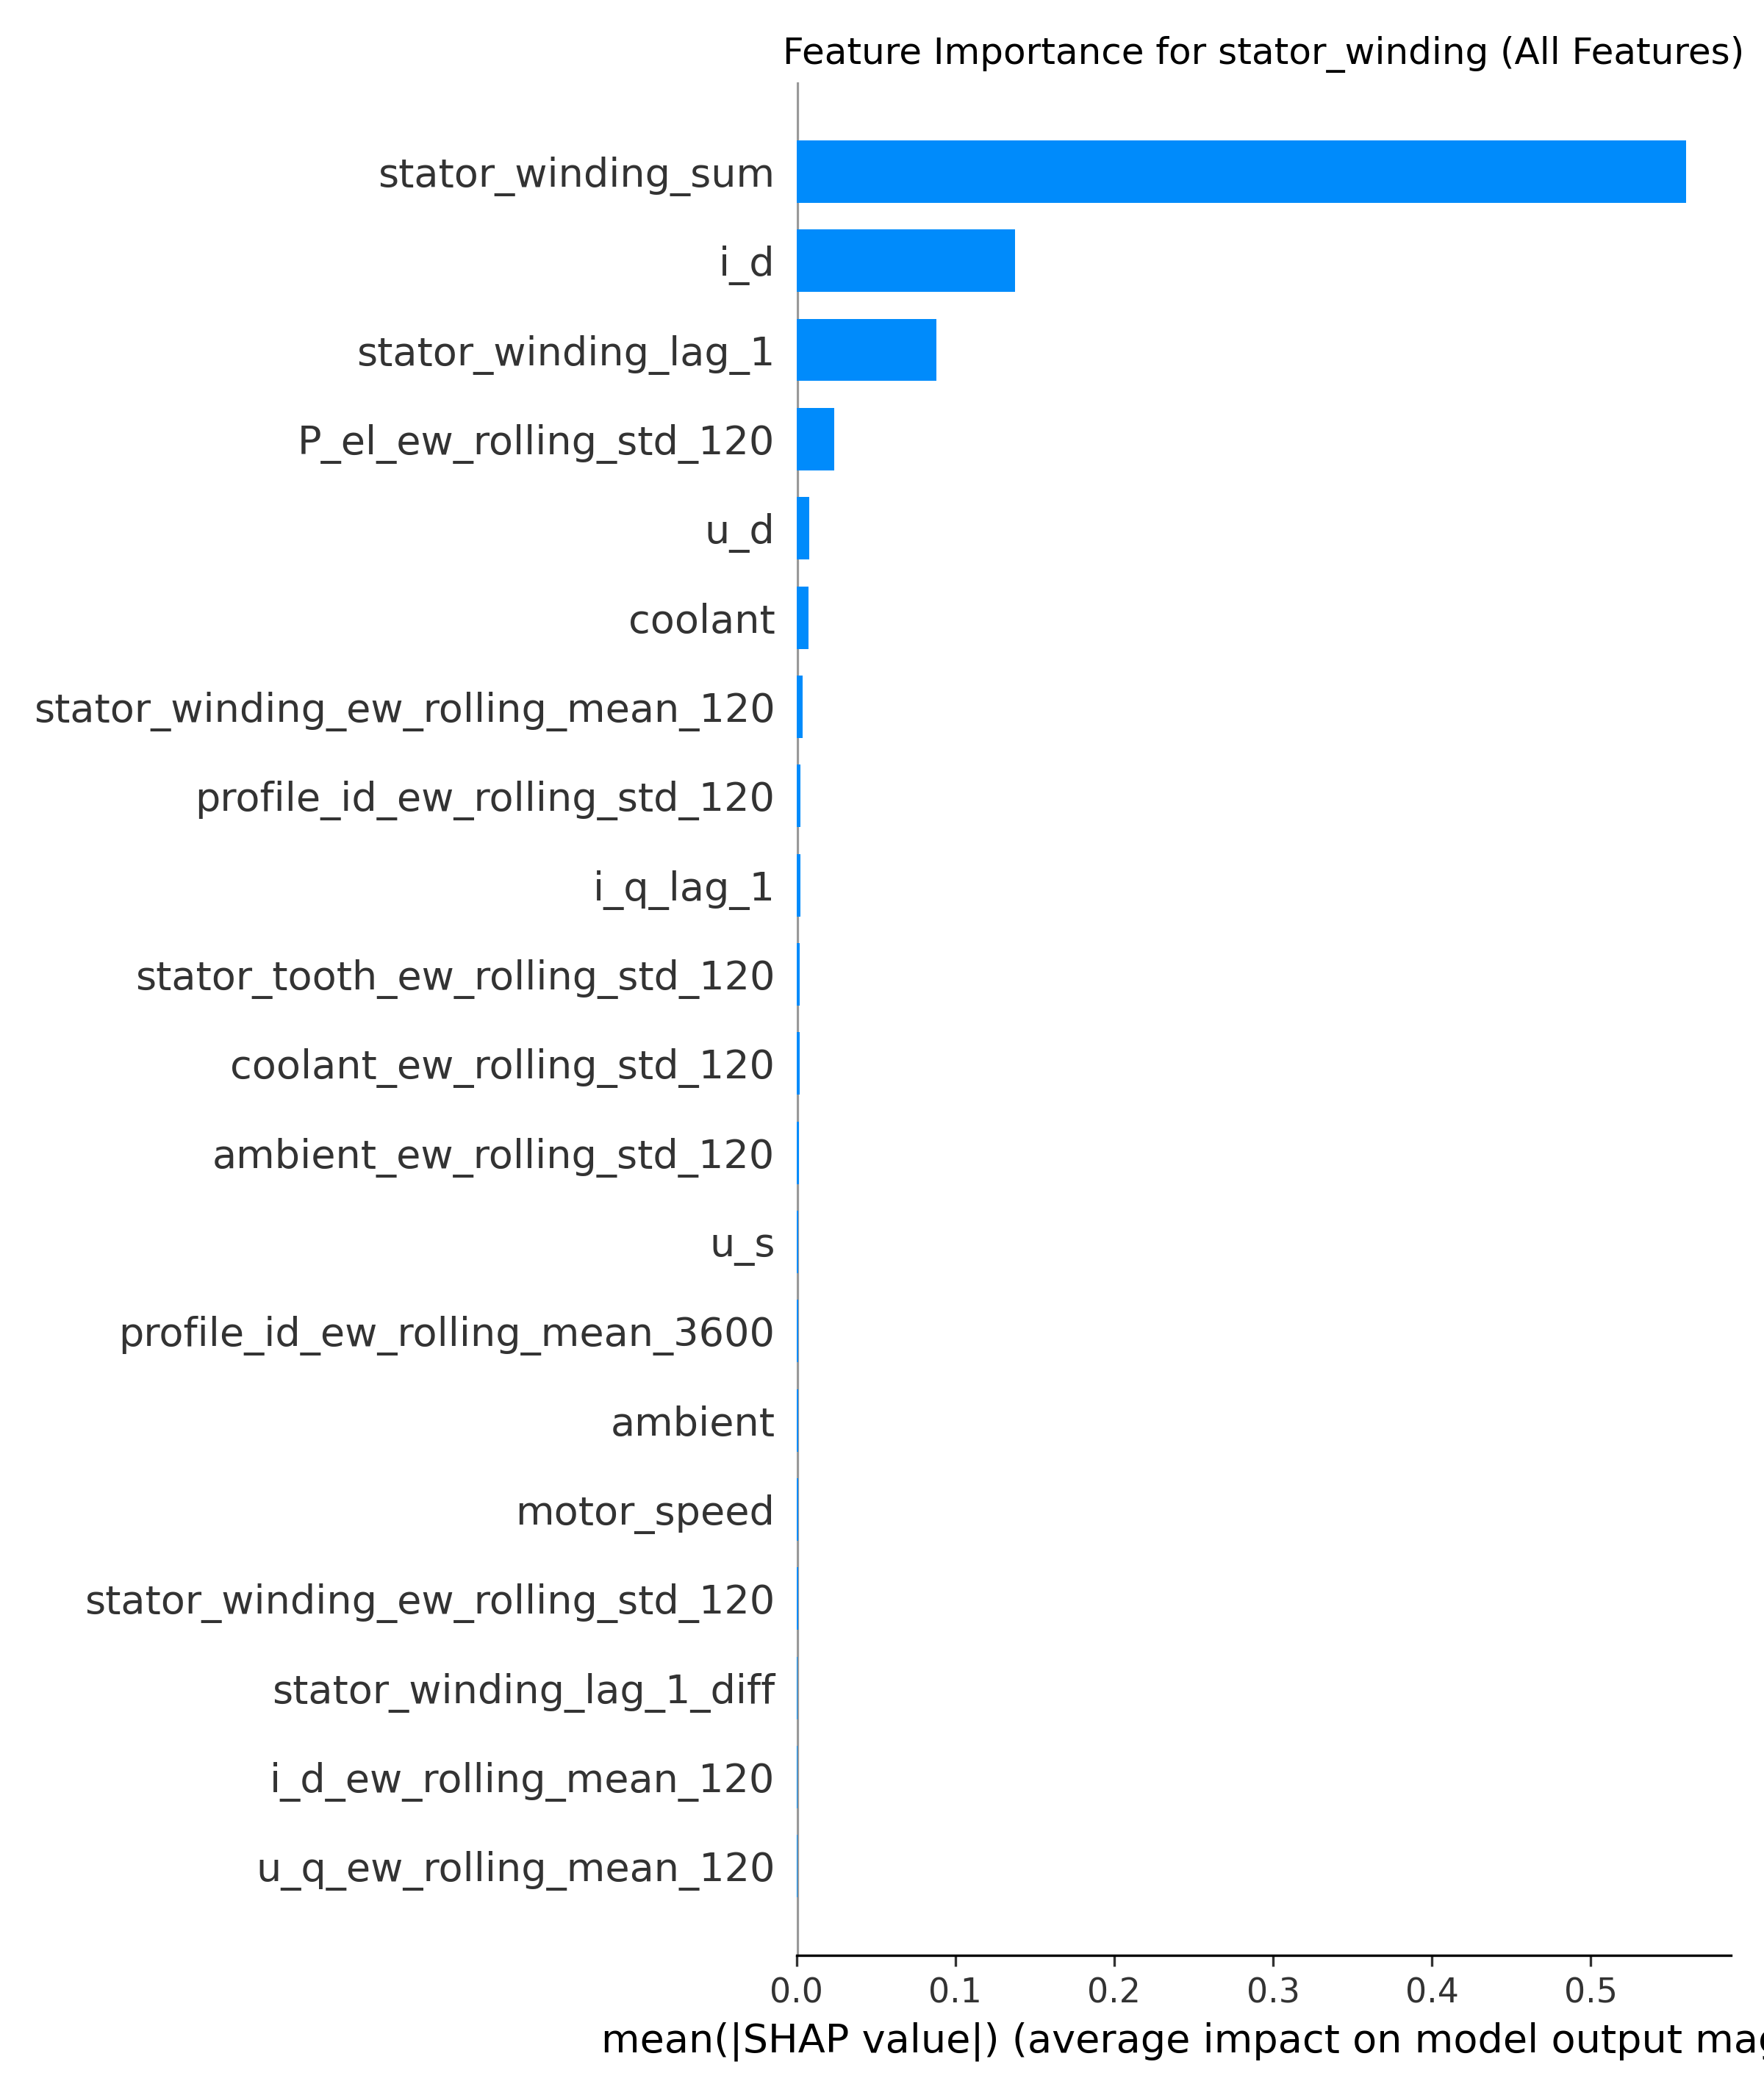 Feature Importance for stator_winding (All Features)
stator_winding_sum
i_d
stator_winding_lag_1
P_el_ew_rolling_std_120
u_d
coolant
stator_winding_ew_rolling_mean_120
profile_id_ew_rolling_std_120
i_q_lag_1
stator_tooth_ew_rolling_std_120
coolant_ew_rolling_std_120
ambient_ew_rolling_std_120
u_s
profile_id_ew_rolling_mean_3600
ambient
motor_speed
stator_winding_ew_rolling_std_120
stator_winding_lag_1_diff
i_d_ew_rolling_mean_120
u_q_ew_rolling_mean_120
0.0 0.1 0.2 0.3 0.4 0.5
mean(|SHAP value|) (average impact on model output mag